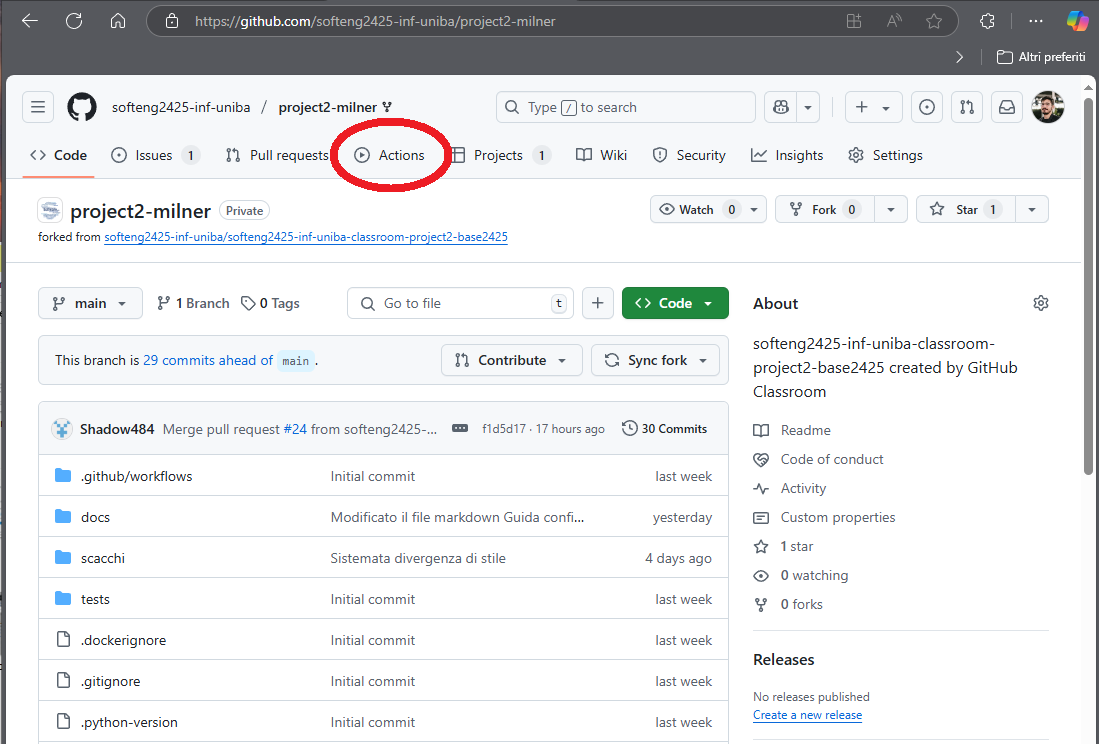 https://github.com/softeng2425-inf-uniba/project2-milner
Altri preferiti
softeng2425-inf-uniba / project2-milner
Type / to search
Code Issues 1 Pull requests Actions Projects 1 Wiki Security Insights Settings
project2-milner Private
Watch 0 Fork 0 Star 1
forked from softeng2425-inf-uniba/softeng2425-inf-uniba-classroom-project2-base2425
main 1 Branch 0 Tags Go to file t Code
This branch is 29 commits ahead of main .
Contribute Sync fork
Shadow484 Merge pull request #24 from softeng2425-... f1d5d17 · 17 hours ago 30 Commits
.github/workflows Initial commit last week
docs Modificato il file markdown Guida confi... yesterday
scacchi Sistemata divergenza di stile 4 days ago
tests Initial commit last week
.dockerignore Initial commit last week
.gitignore Initial commit last week
.python-version Initial commit last week
About
softeng2425-inf-uniba-classroom-
project2-base2425 created by GitHub
Classroom
Readme
Code of conduct
Activity
Custom properties
1 star
0 watching
0 forks
Releases
No releases published
Create a new release